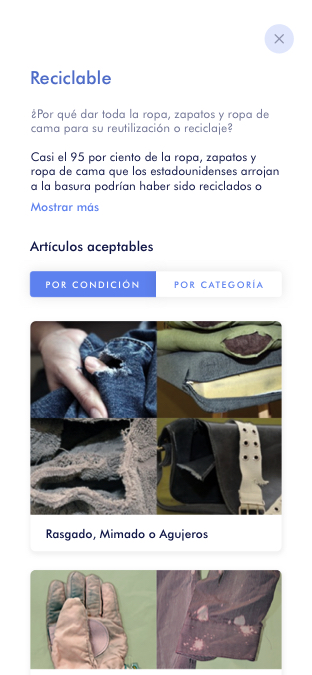 Reciclable
¿Por qué dar toda la ropa, zapatos y ropa de
cama para su reutilización o reciclaje?
Casi el 95 por ciento de la ropa, zapatos y
ropa de cama que los estadounidenses arrojan
a la basura podrían haber sido reciclados o
Mostrar más
Artículos aceptables
POR CONDICIÓN
POR CATEGORÍA
Rasgado, Mimado o Agujeros